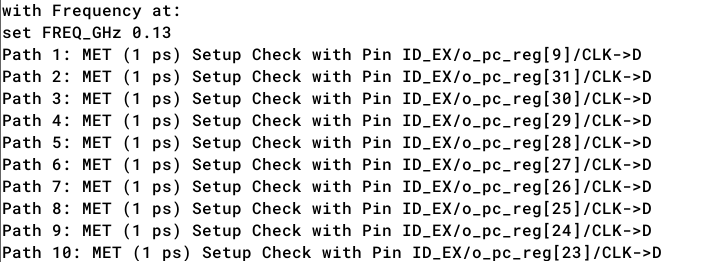 with Frequency at:
set FREQ_GHz 0.13
Path 1: MET (1 ps) Setup Check with Pin ID_EX/o_pc_reg[9]/CLK->D
Path 2: MET (1 ps) Setup Check with Pin ID_EX/o_pc_reg[31]/CLK->D
Path 3: MET (1 ps) Setup Check with Pin ID_EX/o_pc_reg[30]/CLK->D
Path 4: MET (1 ps) Setup Check with Pin ID_EX/o_pc_reg[29]/CLK->D
Path 5: MET (1 ps) Setup Check with Pin ID_EX/o_pc_reg[28]/CLK->D
Path 6: MET (1 ps) Setup Check with Pin ID_EX/o_pc_reg[27]/CLK->D
Path 7: MET (1 ps) Setup Check with Pin ID_EX/o_pc_reg[26]/CLK->D
Path 8: MET (1 ps) Setup Check with Pin ID_EX/o_pc_reg[25]/CLK->D
Path 9: MET (1 ps) Setup Check with Pin ID_EX/o_pc_reg[24]/CLK->D
Path 10: MET (1 ps) Setup Check with Pin ID_EX/o_pc_reg[23]/CLK->D